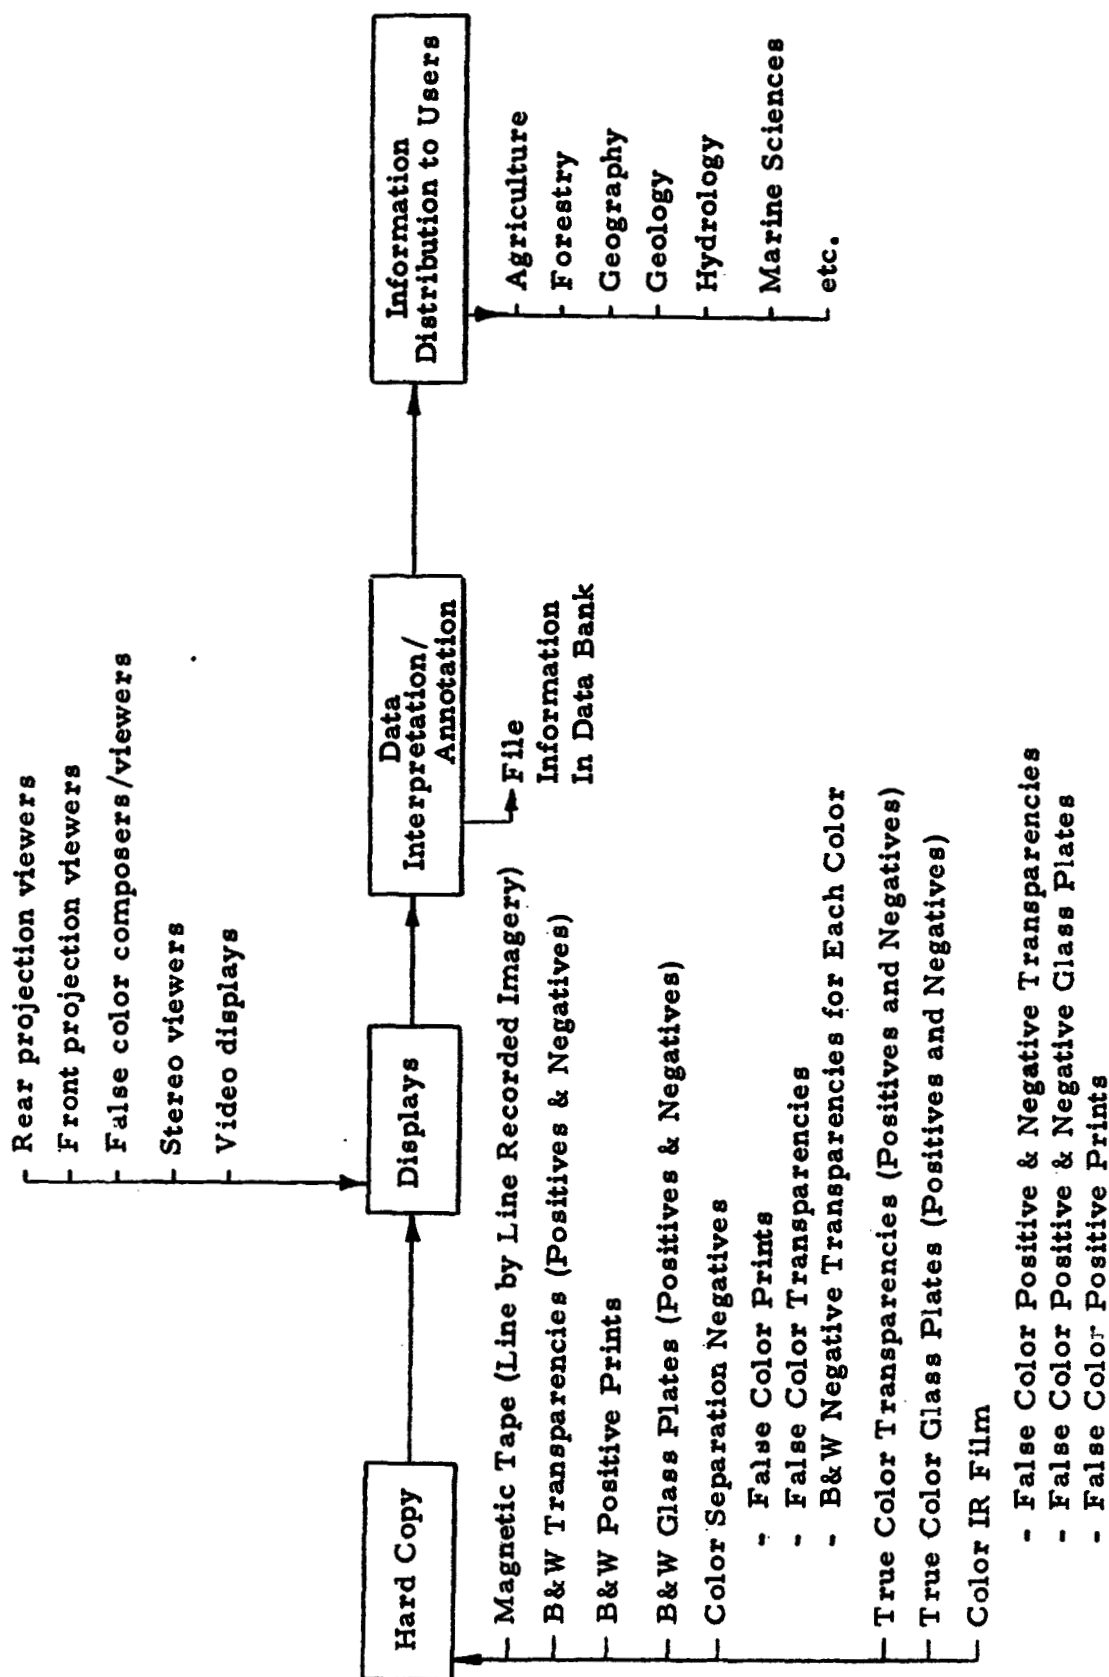 Rear projection viewers
Front projection viewers
False color composers/viewers
Stereo viewers
Video displays
Hard Copy
Displays
Data
Interpretation/
Annotation
Information
Distribution to Users
File
Information
In Data Bank
Agriculture
Forestry
Geography
Geology
Hydrology
Marine Sciences
etc.
Magnetic Tape (Line by Line Recorded Imagery)
B&W Transparencies (Positives & Negatives)
B&W Positive Prints
B&W Glass Plates (Positives & Negatives)
Color Separation Negatives
- False Color Prints
- False Color Transparencies
- B&W Negative Transparencies for Each Color
True Color Transparencies (Positives and Negatives)
True Color Glass Plates (Positives and Negatives)
Color IR Film
- False Color Positive & Negative Transparencies
- False Color Positive & Negative Glass Plates
- False Color Positive Prints